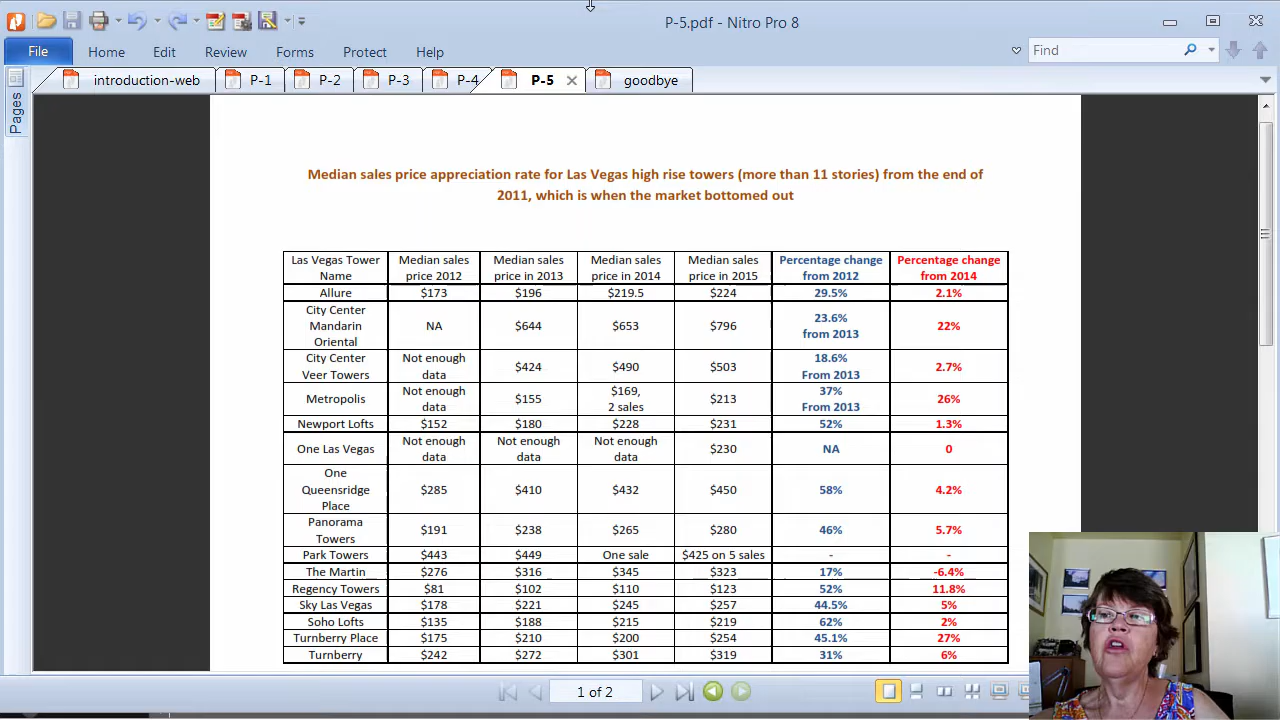 P-5.pdf - Nitro Pro 8
File Home Edit Review Forms Protect Help Find
introduction-web P-1 P-2 P-3 P-4 P-5 goodbye
Pages
Median sales price appreciation rate for Las Vegas high rise towers (more than 11 stories) from the end of
2011, which is when the market bottomed out
Las Vegas Tower Name Median sales price 2012 Median sales price in 2013 Median sales price in 2014 Median sales price in 2015 Percentage change from 2012 Percentage change from 2014
Allure $173 $196 $219.5 $224 29.5% 2.1%
City Center Mandarin Oriental NA $644 $653 $796 23.6% from 2013 22%
City Center Veer Towers Not enough data $424 $490 $503 18.6% From 2013 2.7%
Metropolis Not enough data $155 $169, 2 sales $213 37% From 2013 26%
Newport Lofts $152 $180 $228 $231 52% 1.3%
One Las Vegas Not enough data Not enough data Not enough data $230 NA 0
One Queensridge Place $285 $410 $432 $450 58% 4.2%
Panorama Towers $191 $238 $265 $280 46% 5.7%
Park Towers $443 $449 One sale $425 on 5 sales - -
The Martin $276 $316 $345 $323 17% -6.4%
Regency Towers $81 $102 $110 $123 52% 11.8%
Sky Las Vegas $178 $221 $245 $257 44.5% 5%
Soho Lofts $135 $188 $215 $219 62% 2%
Turnberry Place $175 $210 $200 $254 45.1% 27%
Turnberry $242 $272 $301 $319 31% 6%
1 of 2